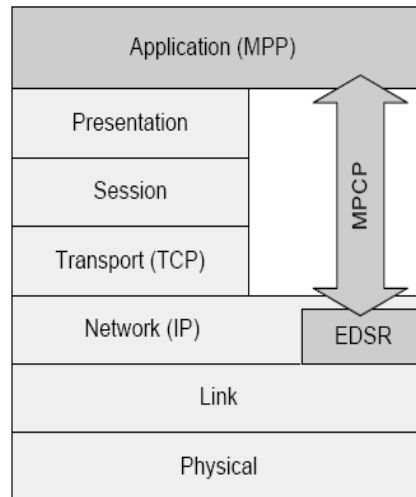 Application (MPP)
Presentation
Session
Transport (TCP)
MPCP
Network (IP)
EDSR
Link
Physical